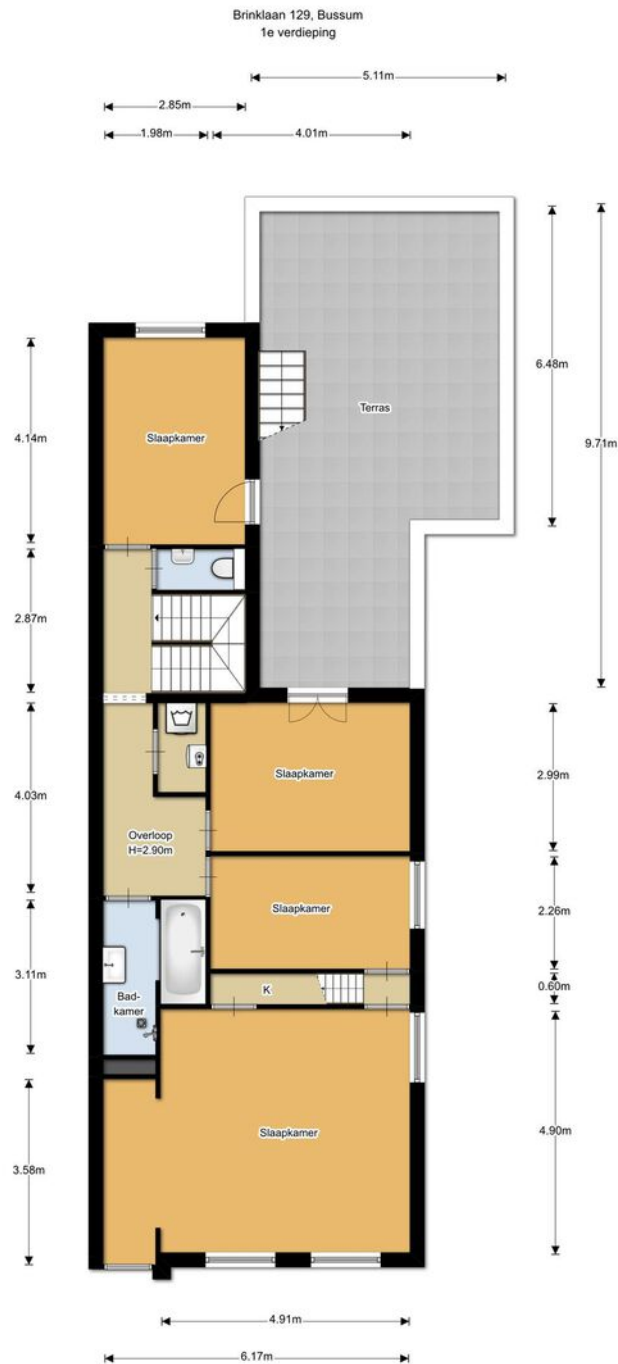 Brinklaan 129, Bussum
1e verdieping
5.11m
2.85m
1.98m
4.01m
6.48m
9.71m
4.14m
Slaapkamer
Terras
2.87m
4.03m
Slaapkamer
2.99m
Overloop
H=2.90m
Slaapkamer
2.26m
3.11m
K
0.60m
Bad-
kamer
Slaapkamer
4.90m
3.58m
4.91m
6.17m